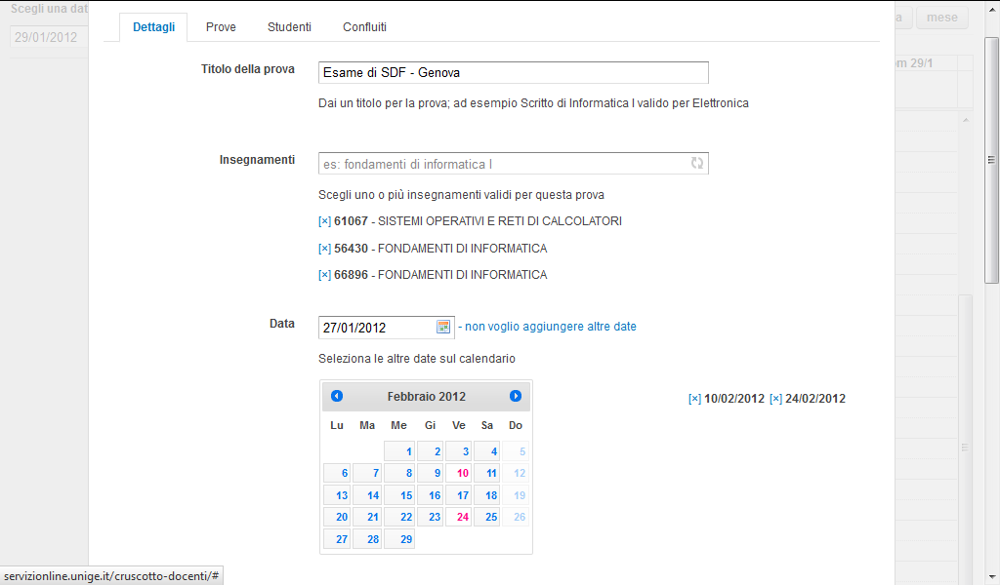 Scegli una dat
29/01/2012
a
mese
om 29/1
Dettagli
Prove
Studenti
Confluiti
Titolo della prova
Esame di SDF - Genova
Dai un titolo per la prova; ad esempio Scritto di Informatica I valido per Elettronica
Insegnamenti
es: fondamenti di informatica I
Scegli uno o più insegnamenti validi per questa prova
[×] 61067 - SISTEMI OPERATIVI E RETI DI CALCOLATORI
[×] 56430 - FONDAMENTI DI INFORMATICA
[×] 66896 - FONDAMENTI DI INFORMATICA
Data
27/01/2012
- non voglio aggiungere altre date
Seleziona le altre date sul calendario
Febbraio 2012
[×] 10/02/2012 [×] 24/02/2012
Lu Ma Me Gi Ve Sa Do
1 2 3 4 5
6 7 8 9 10 11 12
13 14 15 16 17 18 19
20 21 22 23 24 25 26
27 28 29
servizionline.unige.it/cruscotto-docenti/#